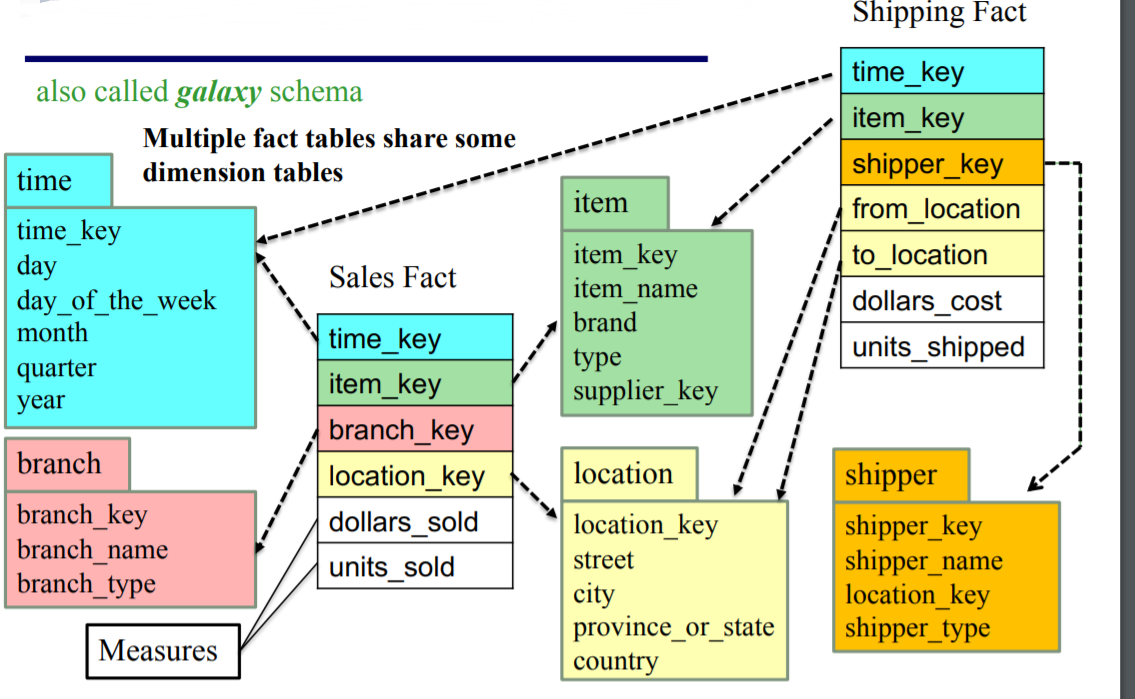 Shipping Fact
also called galaxy schema
Multiple fact tables share some
dimension tables
time
time_key
day
day_of_the_week
month
quarter
year
branch
branch_key
branch_name
branch_type
Measures
Sales Fact
time_key
item_key
branch_key
location_key
dollars_sold
units_sold
item
item_key
item_name
brand
type
supplier_key
location
location_key
street
city
province_or_state
country
time_key
item_key
shipper_key
from_location
to_location
dollars_cost
units_shipped
shipper
shipper_key
shipper_name
location_key
shipper_type